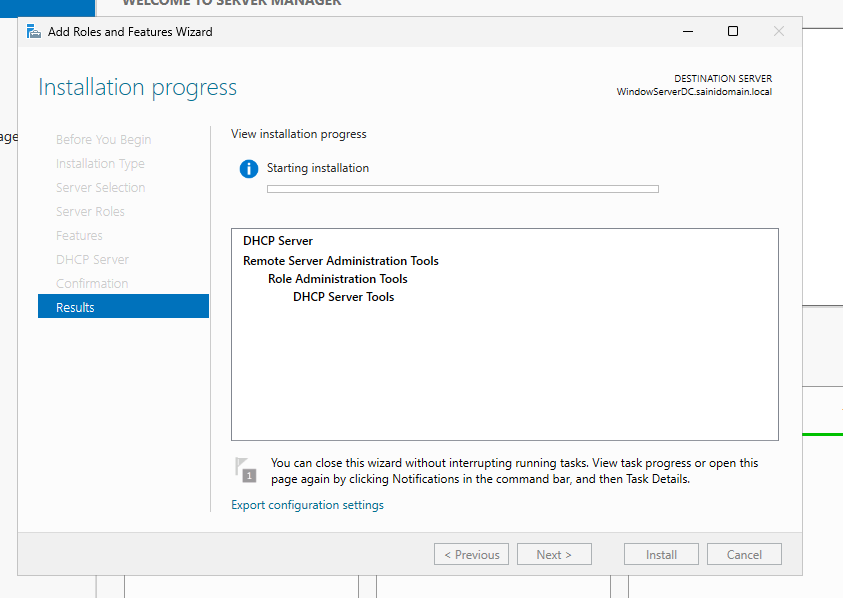 WELCOME TO SERVER MANAGER
Add Roles and Features Wizard
Installation progress
DESTINATION SERVER
WindowServerDC.sainidomain.local
Before You Begin
Installation Type
Server Selection
Server Roles
Features
DHCP Server
Confirmation
Results
View installation progress
Starting installation
DHCP Server
Remote Server Administration Tools
Role Administration Tools
DHCP Server Tools
1
You can close this wizard without interrupting running tasks. View task progress or open this
page again by clicking Notifications in the command bar, and then Task Details.
Export configuration settings
< Previous
Next >
Install
Cancel